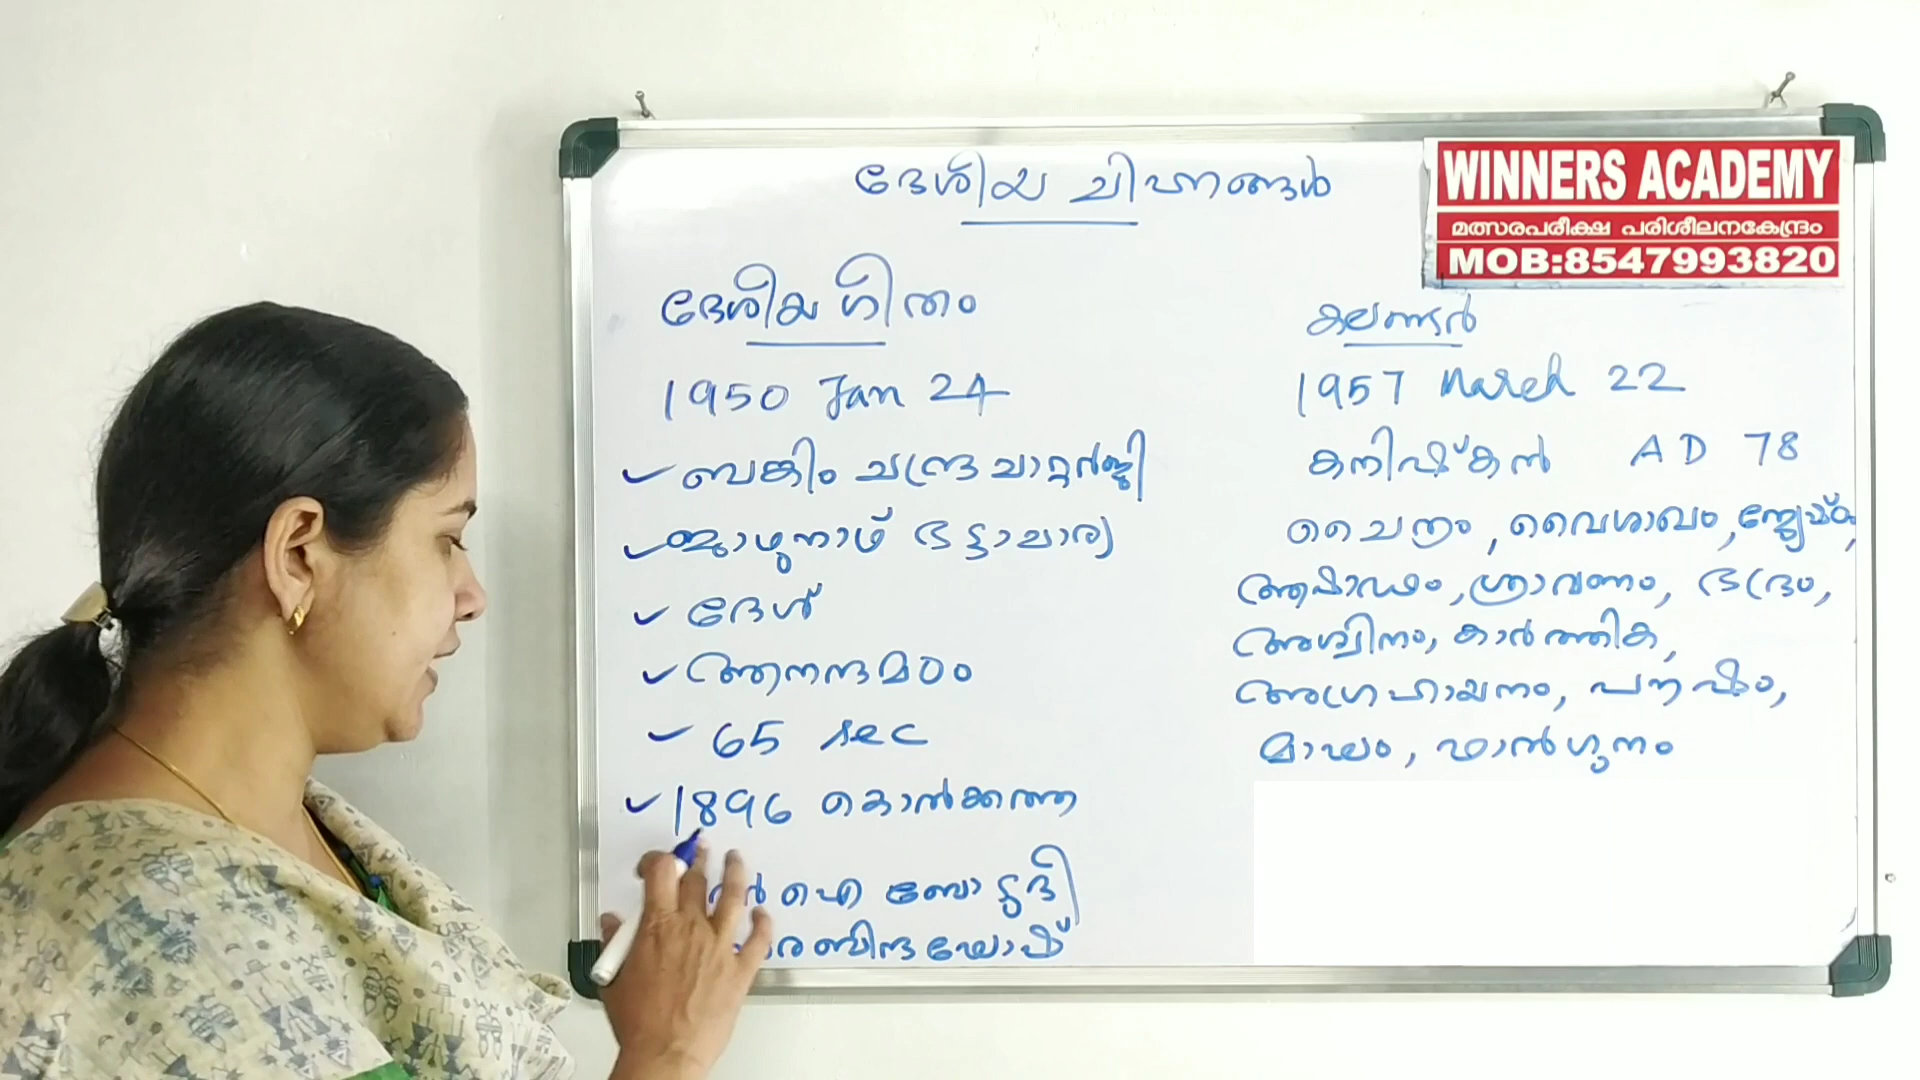 ദേശീയ ചിഹ്നങ്ങൾ
WINNERS ACADEMY
മത്സരപരീക്ഷ പരിശീലനകേന്ദ്രം
MOB:8547993820
ദേശീയ ഗീതം
1950 Jan 24
ബങ്കിം ചന്ദ്ര ചാറ്റർജ്ജി
ഭട്ടാചാര്യ
ദേശ്
ആനന്ദമഠം
65 sec
1896 കൊൽക്കത്ത
ഐ ബോട്ടുദി
ഘോഷ്
കലണ്ടർ
1957 March 22
കനിഷ്കൻ AD 78
ചൈത്രം, വൈശാഖം, ജ്യേഷ്ഠം,
ആഷാഢം, ശ്രാവണം, ഭദ്രം,
അശ്വിനം, കാർത്തിക,
അഗ്രഹായനം, പൗഷം,
മാഘം, ഫാൽഗുനം